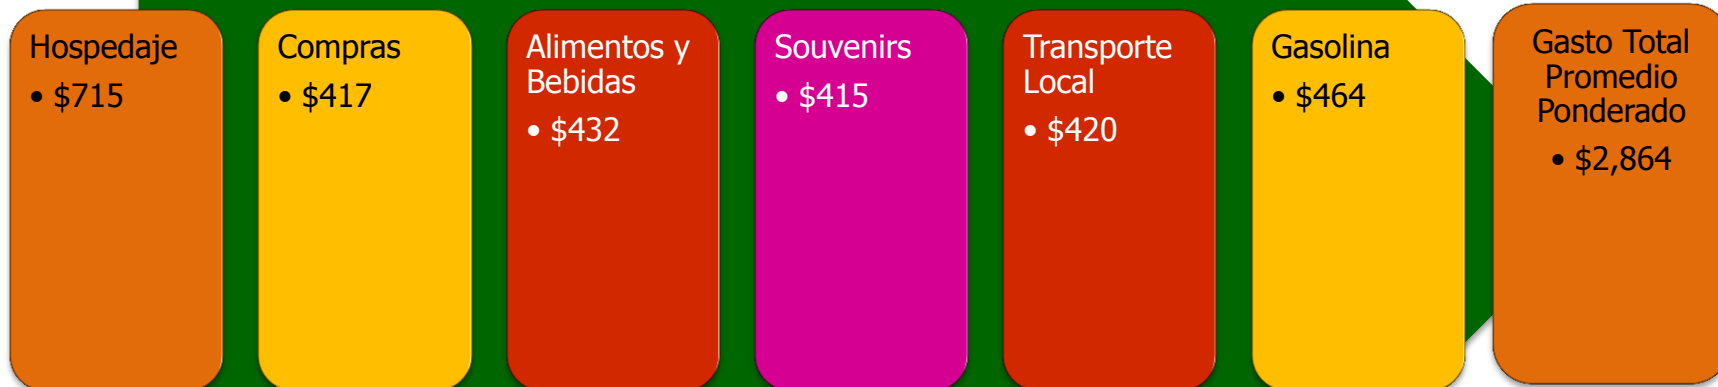 Hospedaje
• $715
Compras
• $417
Alimentos y
Bebidas
• $432
Souvenirs
• $415
Transporte
Local
• $420
Gasolina
• $464
Gasto Total
Promedio
Ponderado
• $2,864